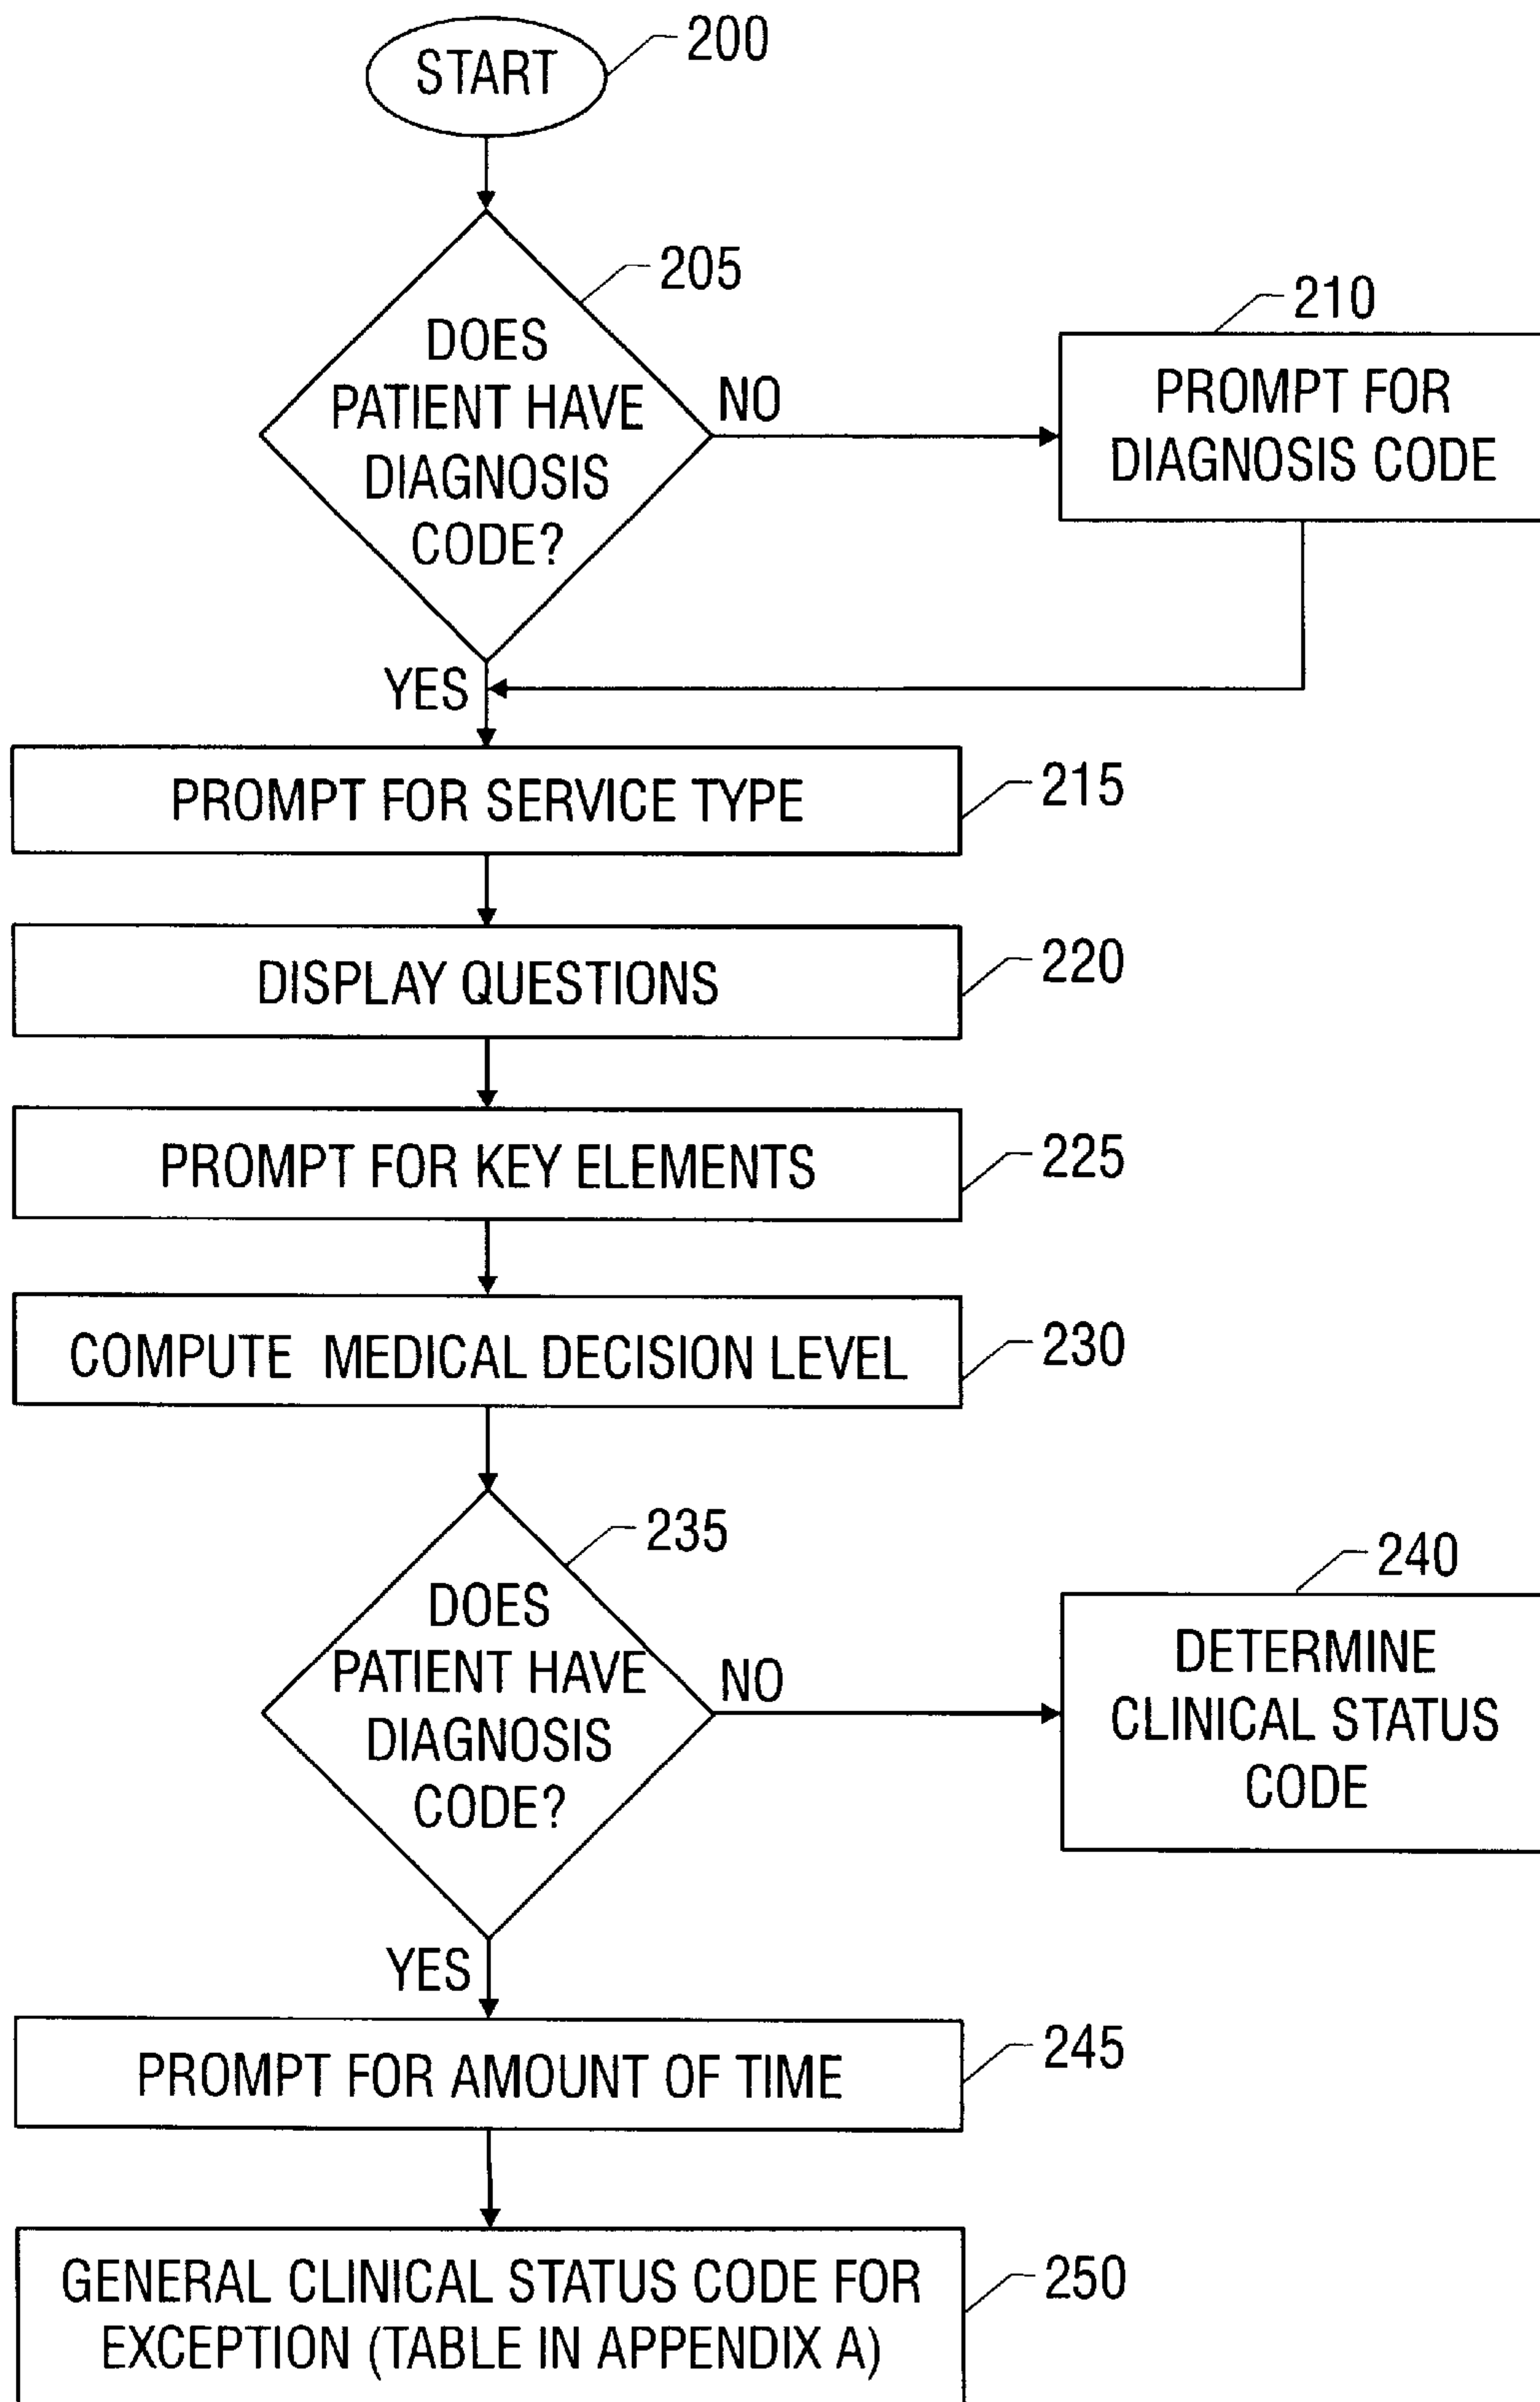 START
200
205
DOES
PATIENT HAVE
DIAGNOSIS
CODE?
NO
210
PROMPT FOR
DIAGNOSIS CODE
YES
PROMPT FOR SERVICE TYPE
215
DISPLAY QUESTIONS
220
PROMPT FOR KEY ELEMENTS
225
COMPUTE MEDICAL DECISION LEVEL
230
235
DOES
PATIENT HAVE
DIAGNOSIS
CODE?
NO
240
DETERMINE
CLINICAL STATUS
CODE
YES
PROMPT FOR AMOUNT OF TIME
245
GENERAL CLINICAL STATUS CODE FOR
EXCEPTION (TABLE IN APPENDIX A)
250